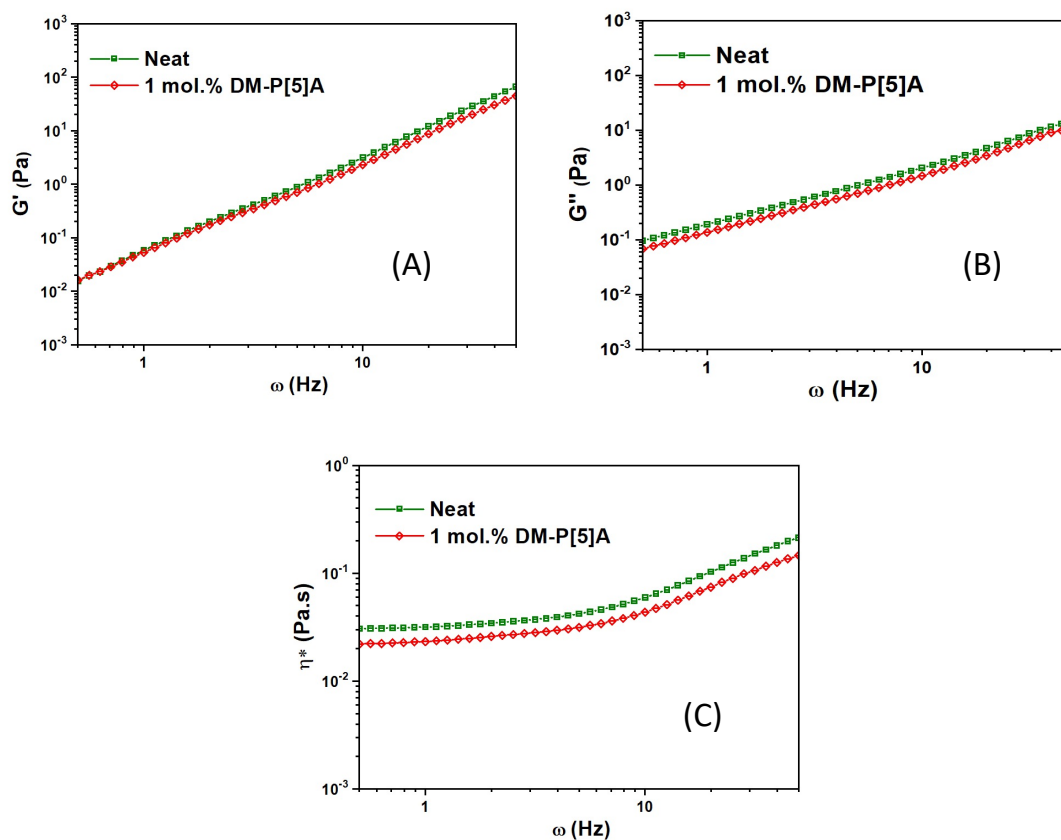 10³
10²
10¹
10⁰
10⁻¹
10⁻²
10⁻³
G' (Pa)
Neat
1 mol.% DM-P[5]A
(A)
1
10
ω (Hz)
10³
10²
10¹
10⁰
10⁻¹
10⁻²
10⁻³
G'' (Pa)
Neat
1 mol.% DM-P[5]A
(B)
1
10
ω (Hz)
10⁰
10⁻¹
10⁻²
10⁻³
η* (Pa.s)
Neat
1 mol.% DM-P[5]A
(C)
1
10
ω (Hz)